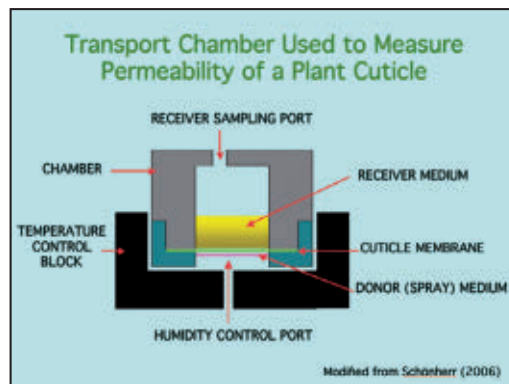 Transport Chamber Used to Measure
Permeability of a Plant Cuticle
RECEIVER SAMPLING PORT
CHAMBER
RECEIVER MEDIUM
TEMPERATURE
CONTROL
BLOCK
CUTICLE MEMBRANE
DONOR (SPRAY) MEDIUM
HUMIDITY CONTROL PORT
Modified from Schönherr (2006)